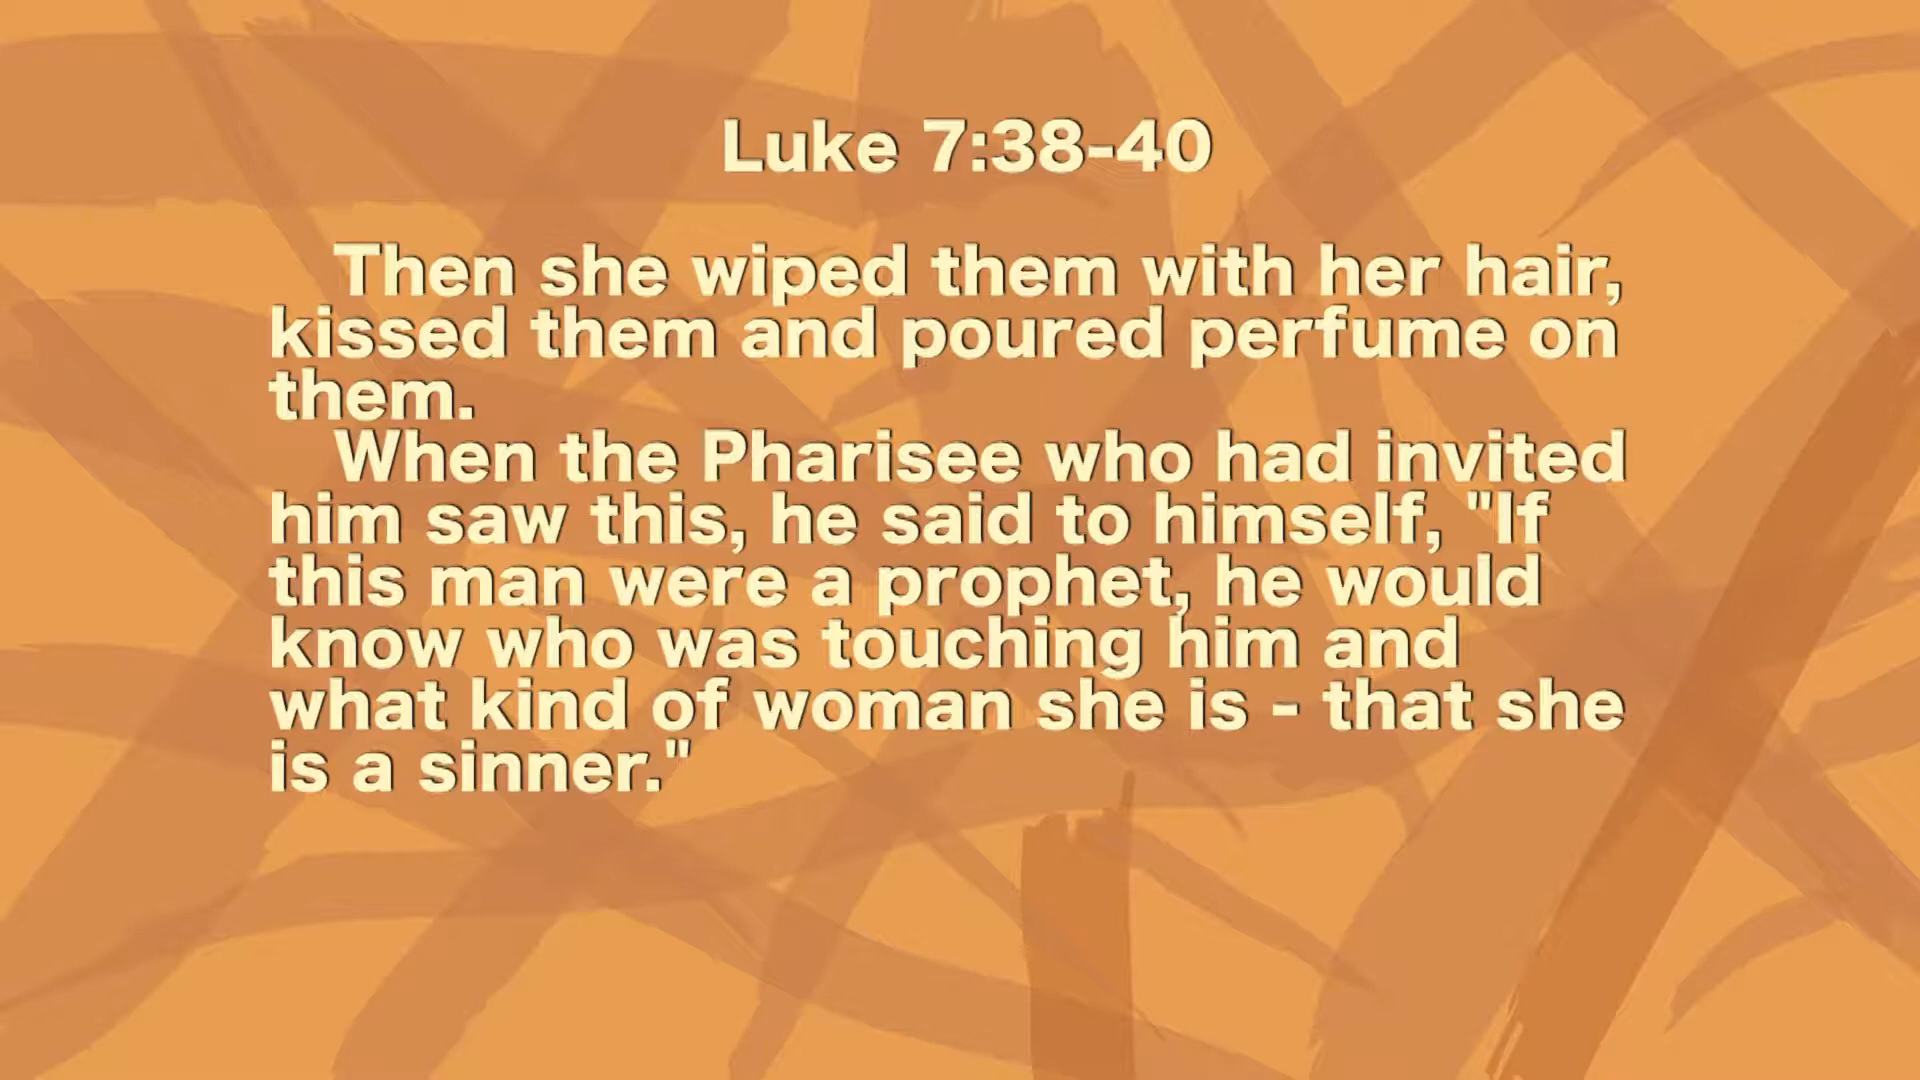 Luke 7:38-40
Then she wiped them with her hair,
kissed them and poured perfume on
them.
When the Pharisee who had invited
him saw this, he said to himself, "If
this man were a prophet, he would
know who was touching him and
what kind of woman she is - that she
is a sinner."